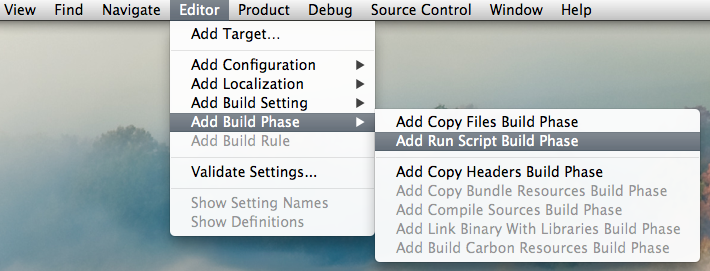 View Find Navigate Editor Product Debug Source Control Window Help
Add Target...
Add Configuration
Add Localization
Add Build Setting
Add Build Phase
Add Build Rule
Validate Settings...
Show Setting Names
Show Definitions
Add Copy Files Build Phase
Add Run Script Build Phase
Add Copy Headers Build Phase
Add Copy Bundle Resources Build Phase
Add Compile Sources Build Phase
Add Link Binary With Libraries Build Phase
Add Build Carbon Resources Build Phase